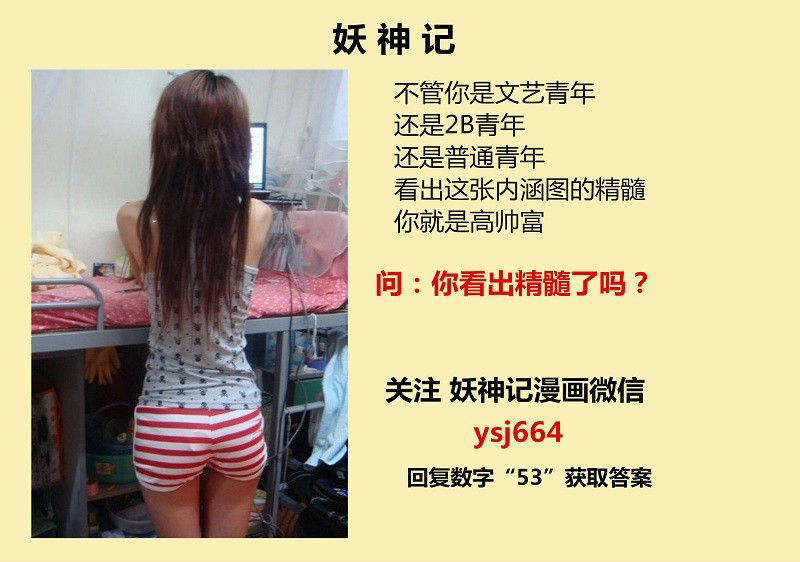 妖神记
不管你是文艺青年
还是2B青年
还是普通青年
看出这张内涵图的精髓
你就是高帅富
问：你看出精髓了吗？
关注 妖神记漫画微信
ysj664
回复数字“53”获取答案